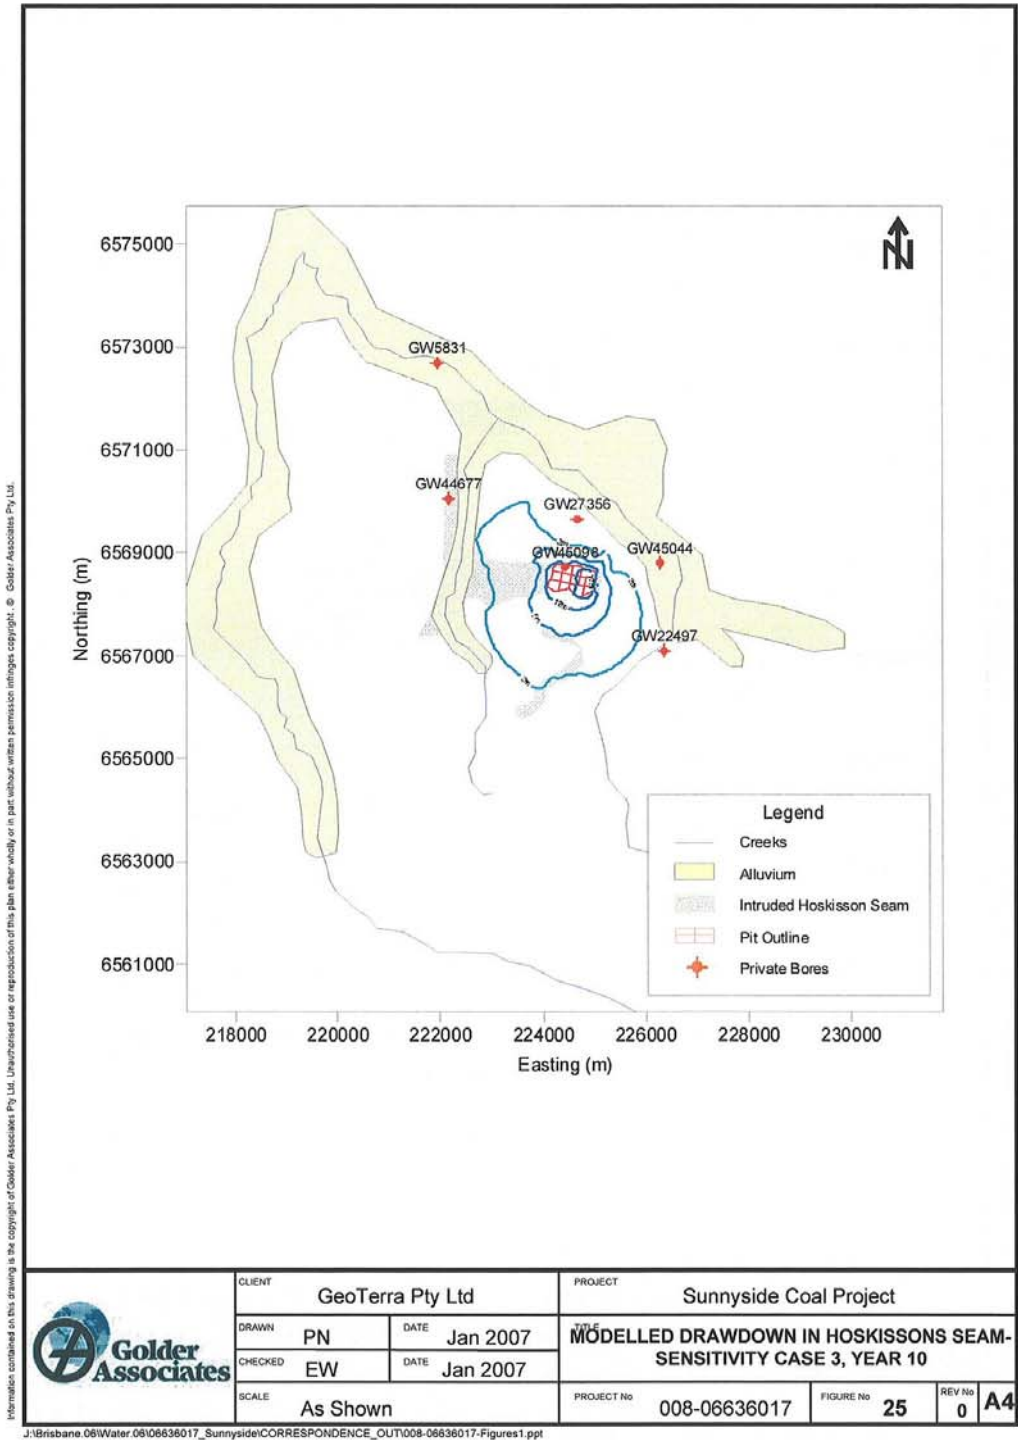 6575000
6573000
6571000
6569000
6567000
6565000
6563000
6561000
Northing (m)
218000 220000 222000 224000 226000 228000 230000
Easting (m)
N
GW5831
GW44677
GW27356
GW45098
GW45044
GW22497
Legend
Creeks
Alluvium
Intruded Hoskisson Seam
Pit Outline
Private Bores
Information contained on this drawing is the copyright of Golder Associates Pty Ltd. Unauthorised use or reproduction of this plan either wholly or in part without written permission infringes copyright. © Golder Associates Pty Ltd.
Golder
Associates
CLIENT
GeoTerra Pty Ltd
PROJECT
Sunnyside Coal Project
DRAWN PN DATE Jan 2007
CHECKED EW DATE Jan 2007
TITLE
MODELLED DRAWDOWN IN HOSKISSONS SEAM-
SENSITIVITY CASE 3, YEAR 10
SCALE As Shown
PROJECT No 008-06636017
FIGURE No 25
REV No 0
A4
J:\Brisbane.06\Water.06\06636017_Sunnyside\CORRESPONDENCE_OUT\008-06636017-Figures1.ppt